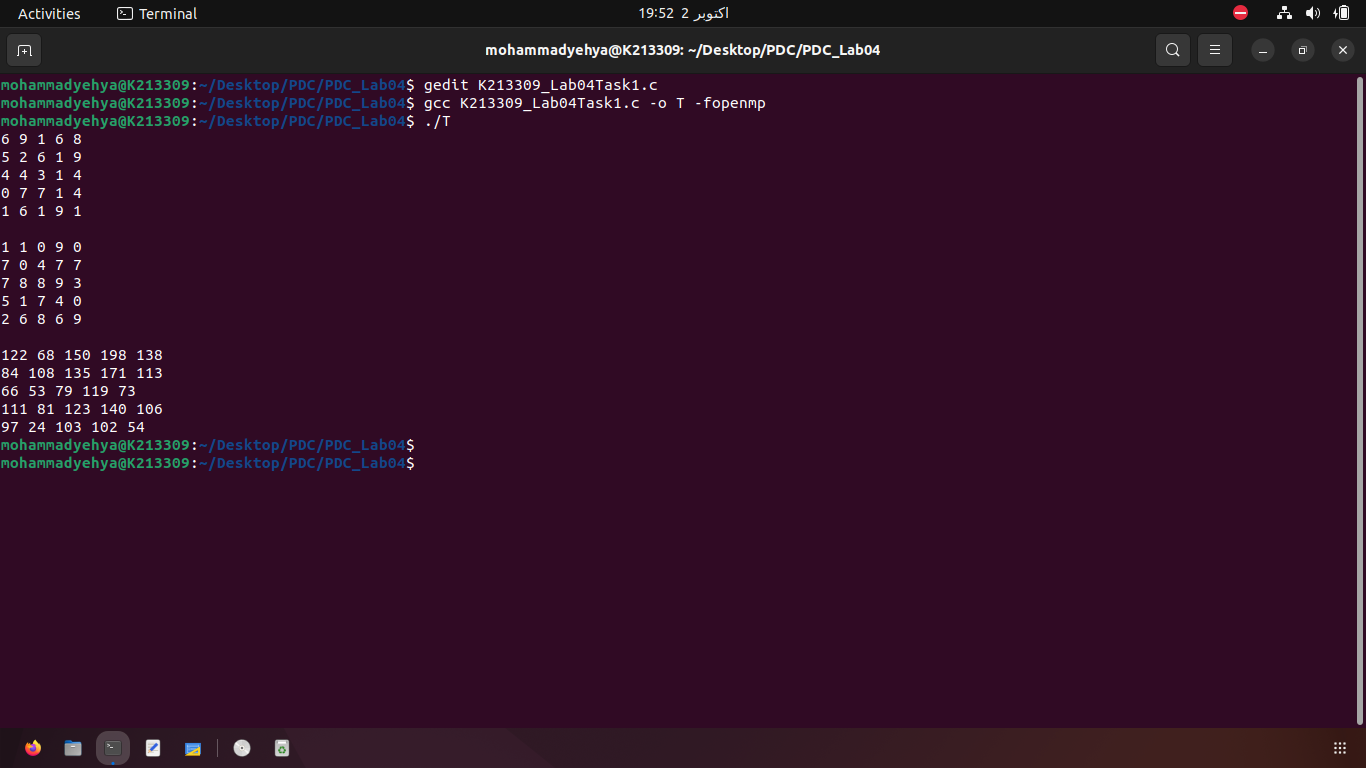 Activities Terminal 19:52 2 اکتوبر
mohammadyehya@K213309: ~/Desktop/PDC/PDC_Lab04
mohammadyehya@K213309:~/Desktop/PDC/PDC_Lab04$ gedit K213309_Lab04Task1.c
mohammadyehya@K213309:~/Desktop/PDC/PDC_Lab04$ gcc K213309_Lab04Task1.c -o T -fopenmp
mohammadyehya@K213309:~/Desktop/PDC/PDC_Lab04$ ./T
6 9 1 6 8
5 2 6 1 9
4 4 3 1 4
0 7 7 1 4
1 6 1 9 1
1 1 0 9 0
7 0 4 7 7
7 8 8 9 3
5 1 7 4 0
2 6 8 6 9
122 68 150 198 138
84 108 135 171 113
66 53 79 119 73
111 81 123 140 106
97 24 103 102 54
mohammadyehya@K213309:~/Desktop/PDC/PDC_Lab04$
mohammadyehya@K213309:~/Desktop/PDC/PDC_Lab04$